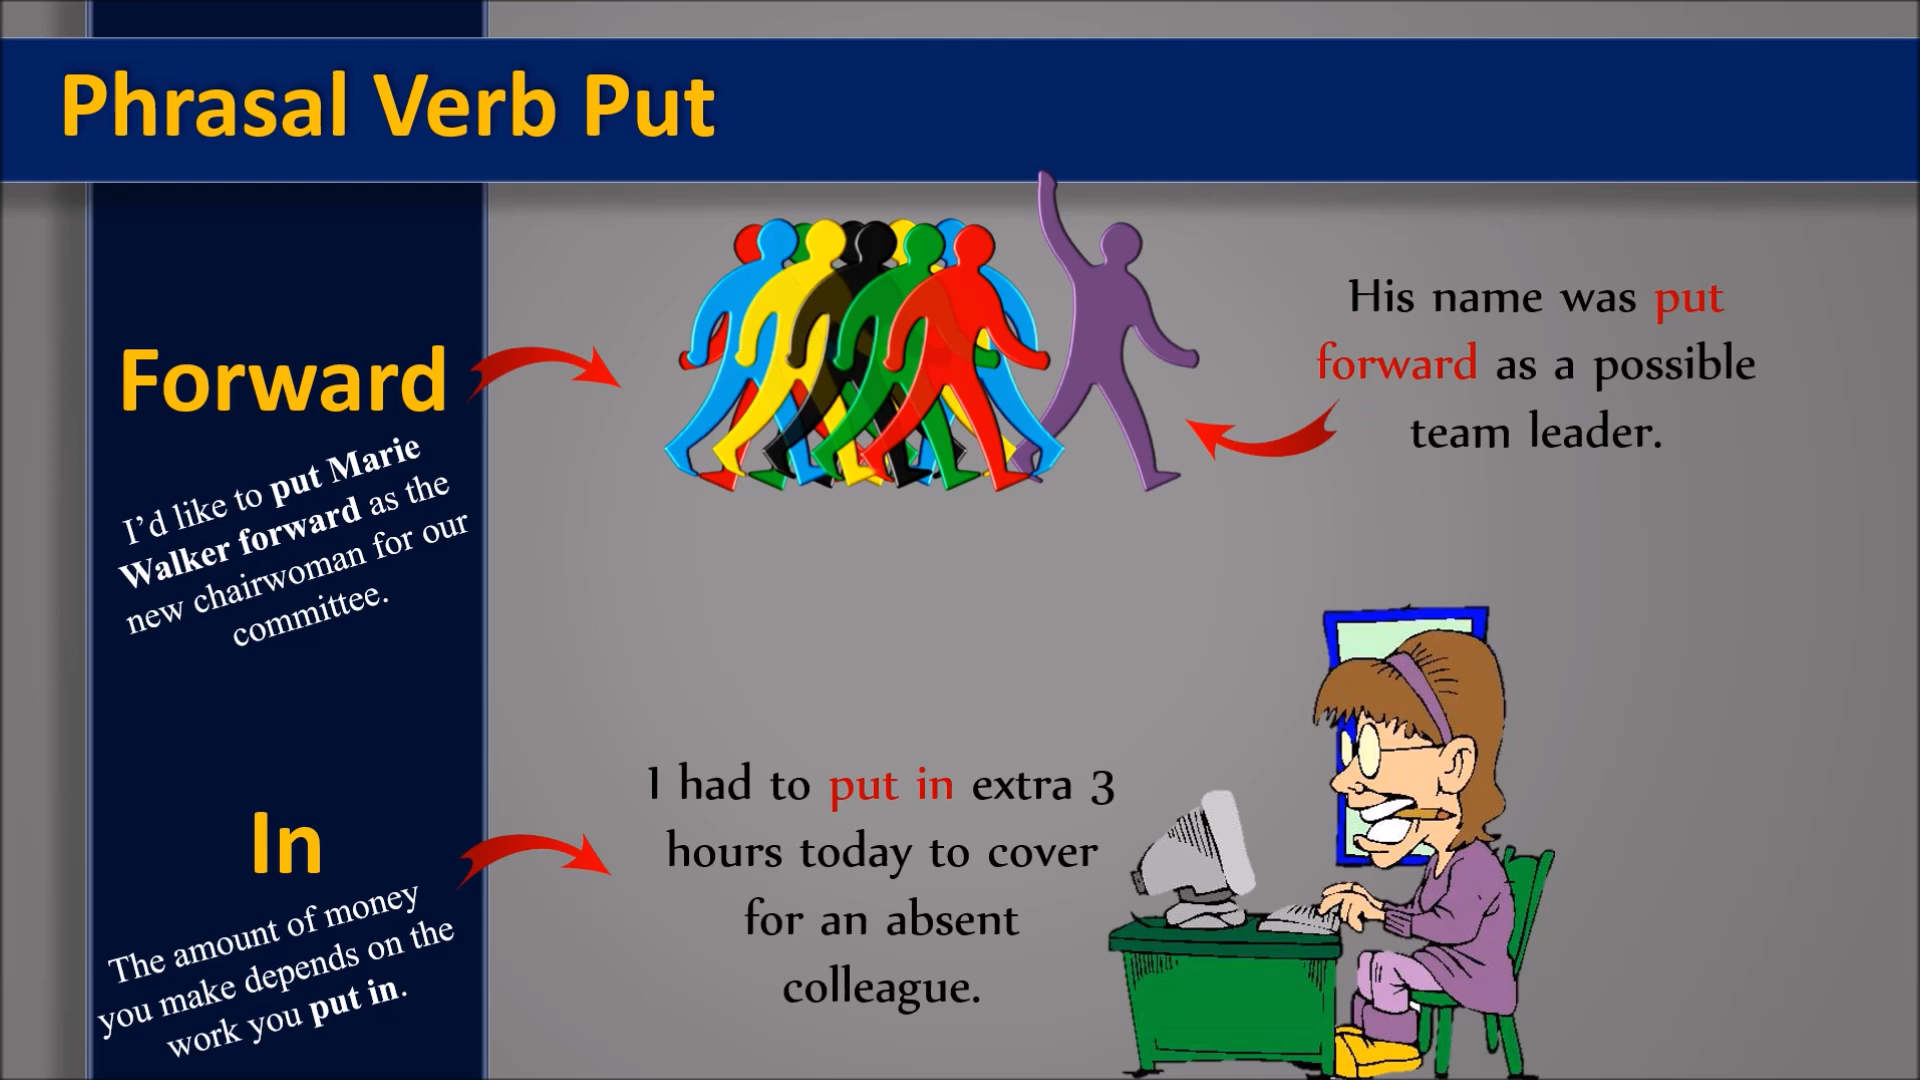 Phrasal Verb Put
Forward
I'd like to put Marie
Walker forward as the
new chairwoman for our
committee.
His name was put
forward as a possible
team leader.
In
The amount of money
you make depends on the
work you put in.
I had to put in extra 3
hours today to cover
for an absent
colleague.